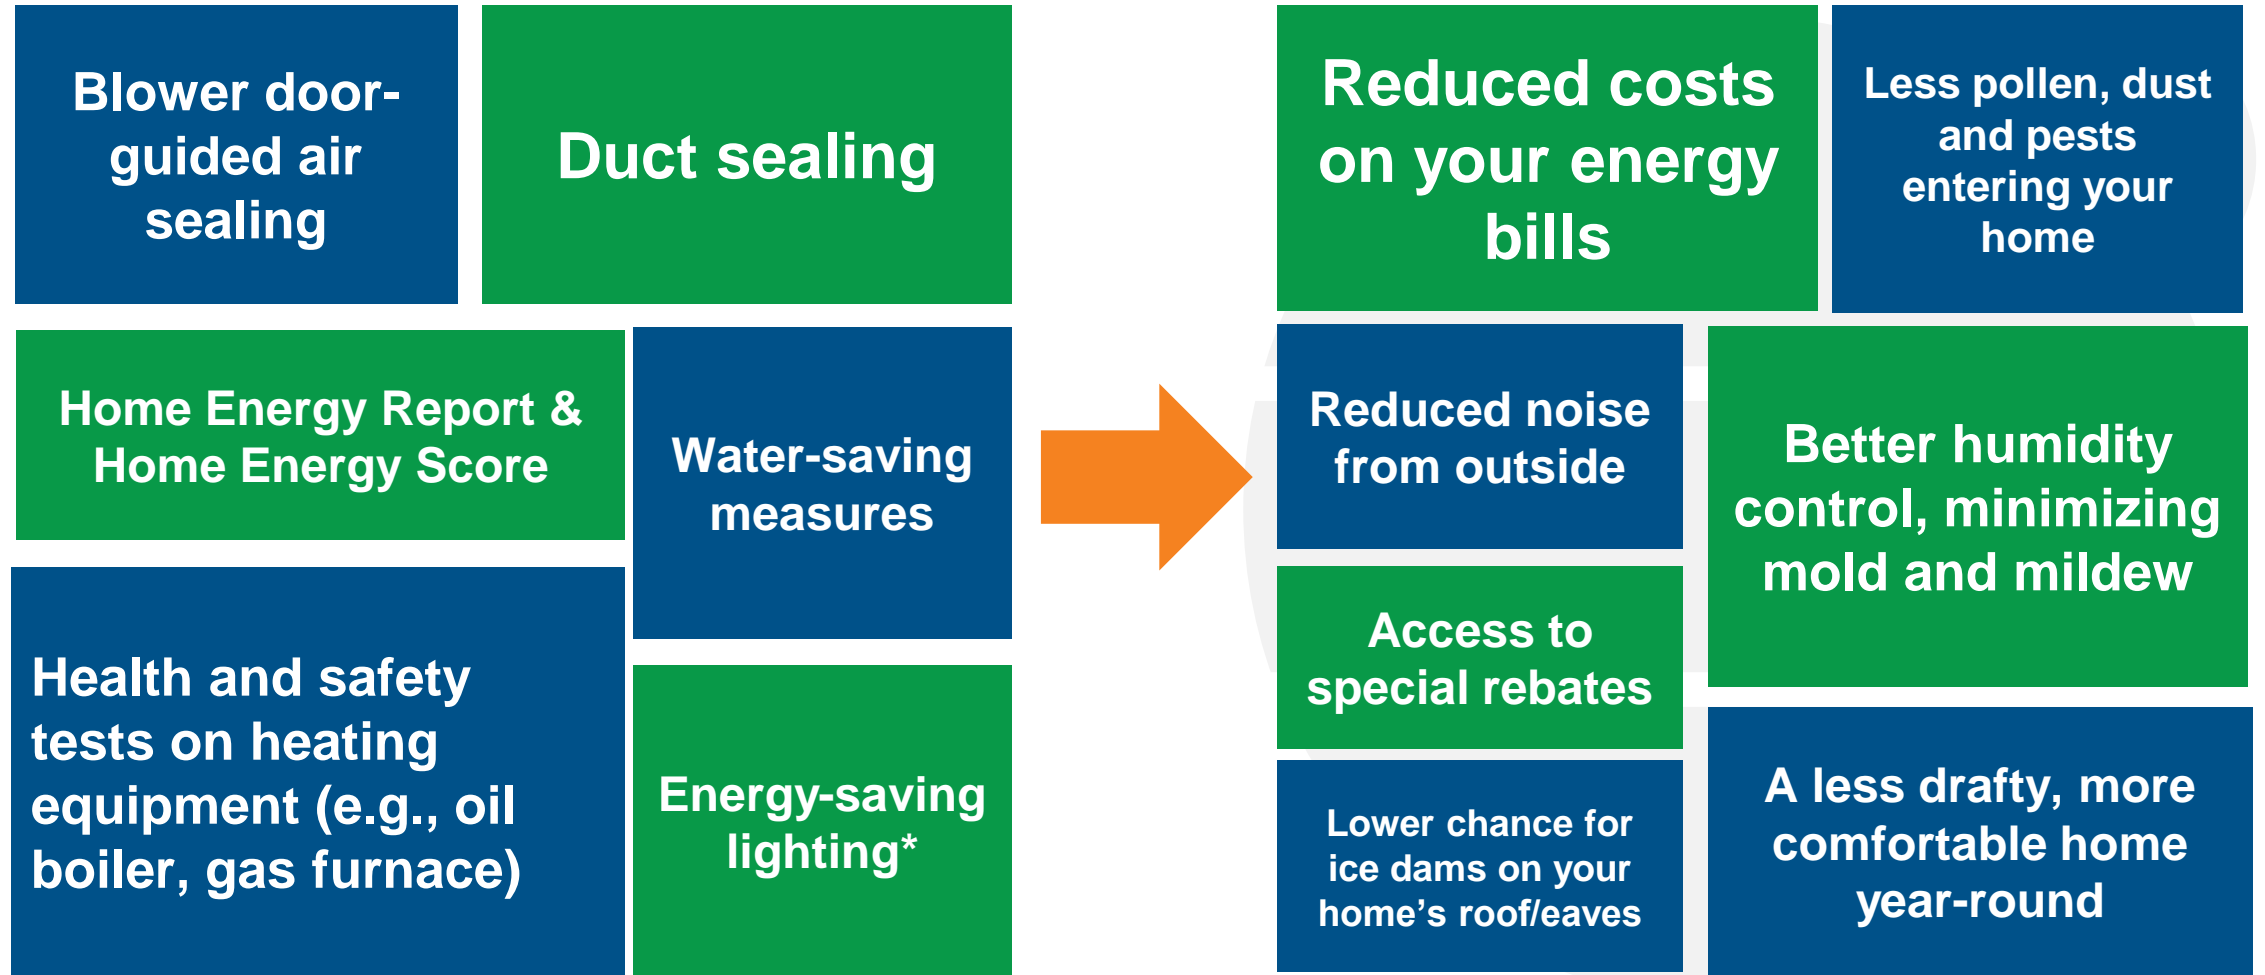 Blower door-
guided air
sealing
Duct sealing
Home Energy Report &
Home Energy Score
Water-saving
measures
Health and safety
tests on heating
equipment (e.g., oil
boiler, gas furnace)
Energy-saving
lighting*
Reduced costs
on your energy
bills
Less pollen, dust
and pests
entering your
home
Reduced noise
from outside
Better humidity
control, minimizing
mold and mildew
Access to
special rebates
Lower chance for
ice dams on your
home’s roof/eaves
A less drafty, more
comfortable home
year-round